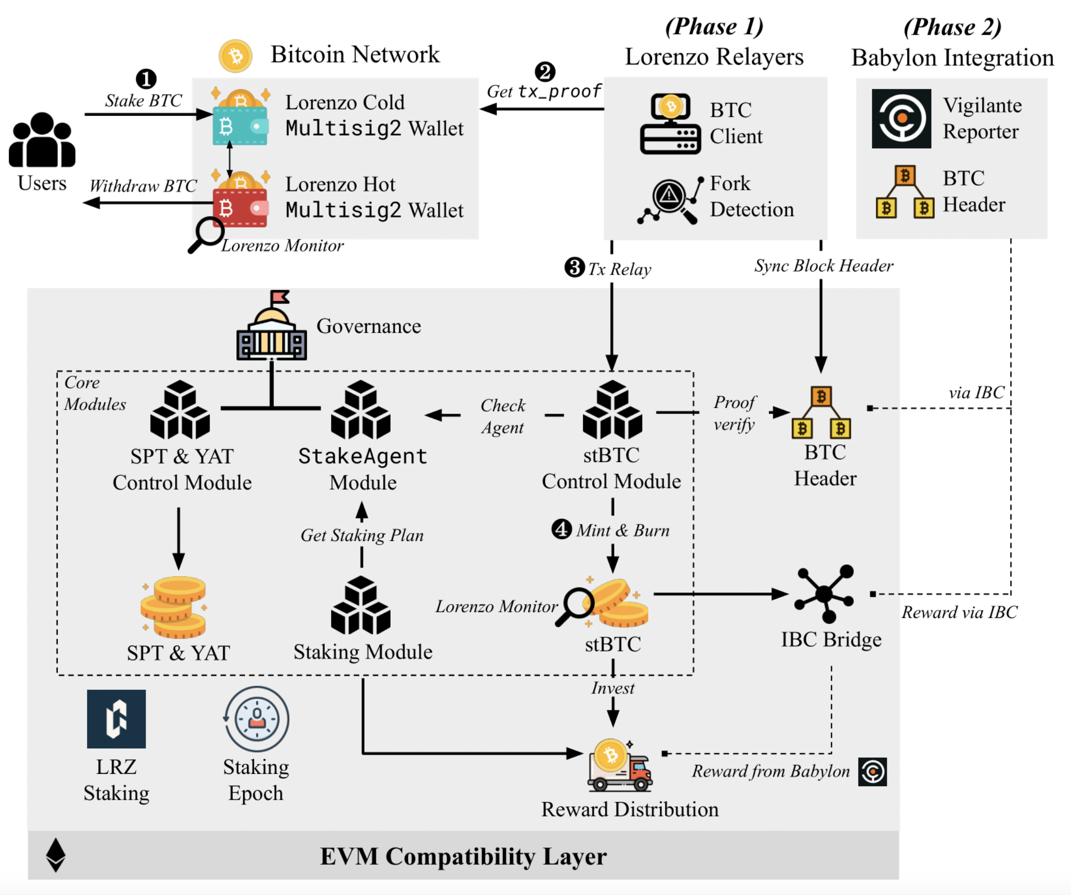 (Phase 1)
(Phase 2)
Bitcoin Network
Lorenzo Relayers
Babylon Integration
❶
Stake BTC
❷
Get tx_proof
Lorenzo Cold
Multisig2 Wallet
BTC
Client
Vigilante
Reporter
Users
Withdraw BTC
Lorenzo Hot
Multisig2 Wallet
Fork
Detection
BTC
Header
Lorenzo Monitor
❸ Tx Relay
Sync Block Header
Governance
Core
Modules
Check
Agent
Proof
verify
via IBC
SPT & YAT
Control Module
StakeAgent
Module
stBTC
Control Module
BTC
Header
Get Staking Plan
❹ Mint & Burn
Lorenzo Monitor
Reward via IBC
SPT & YAT
Staking Module
stBTC
IBC Bridge
Invest
LRZ
Staking
Staking
Epoch
Reward from Babylon
Reward Distribution
EVM Compatibility Layer